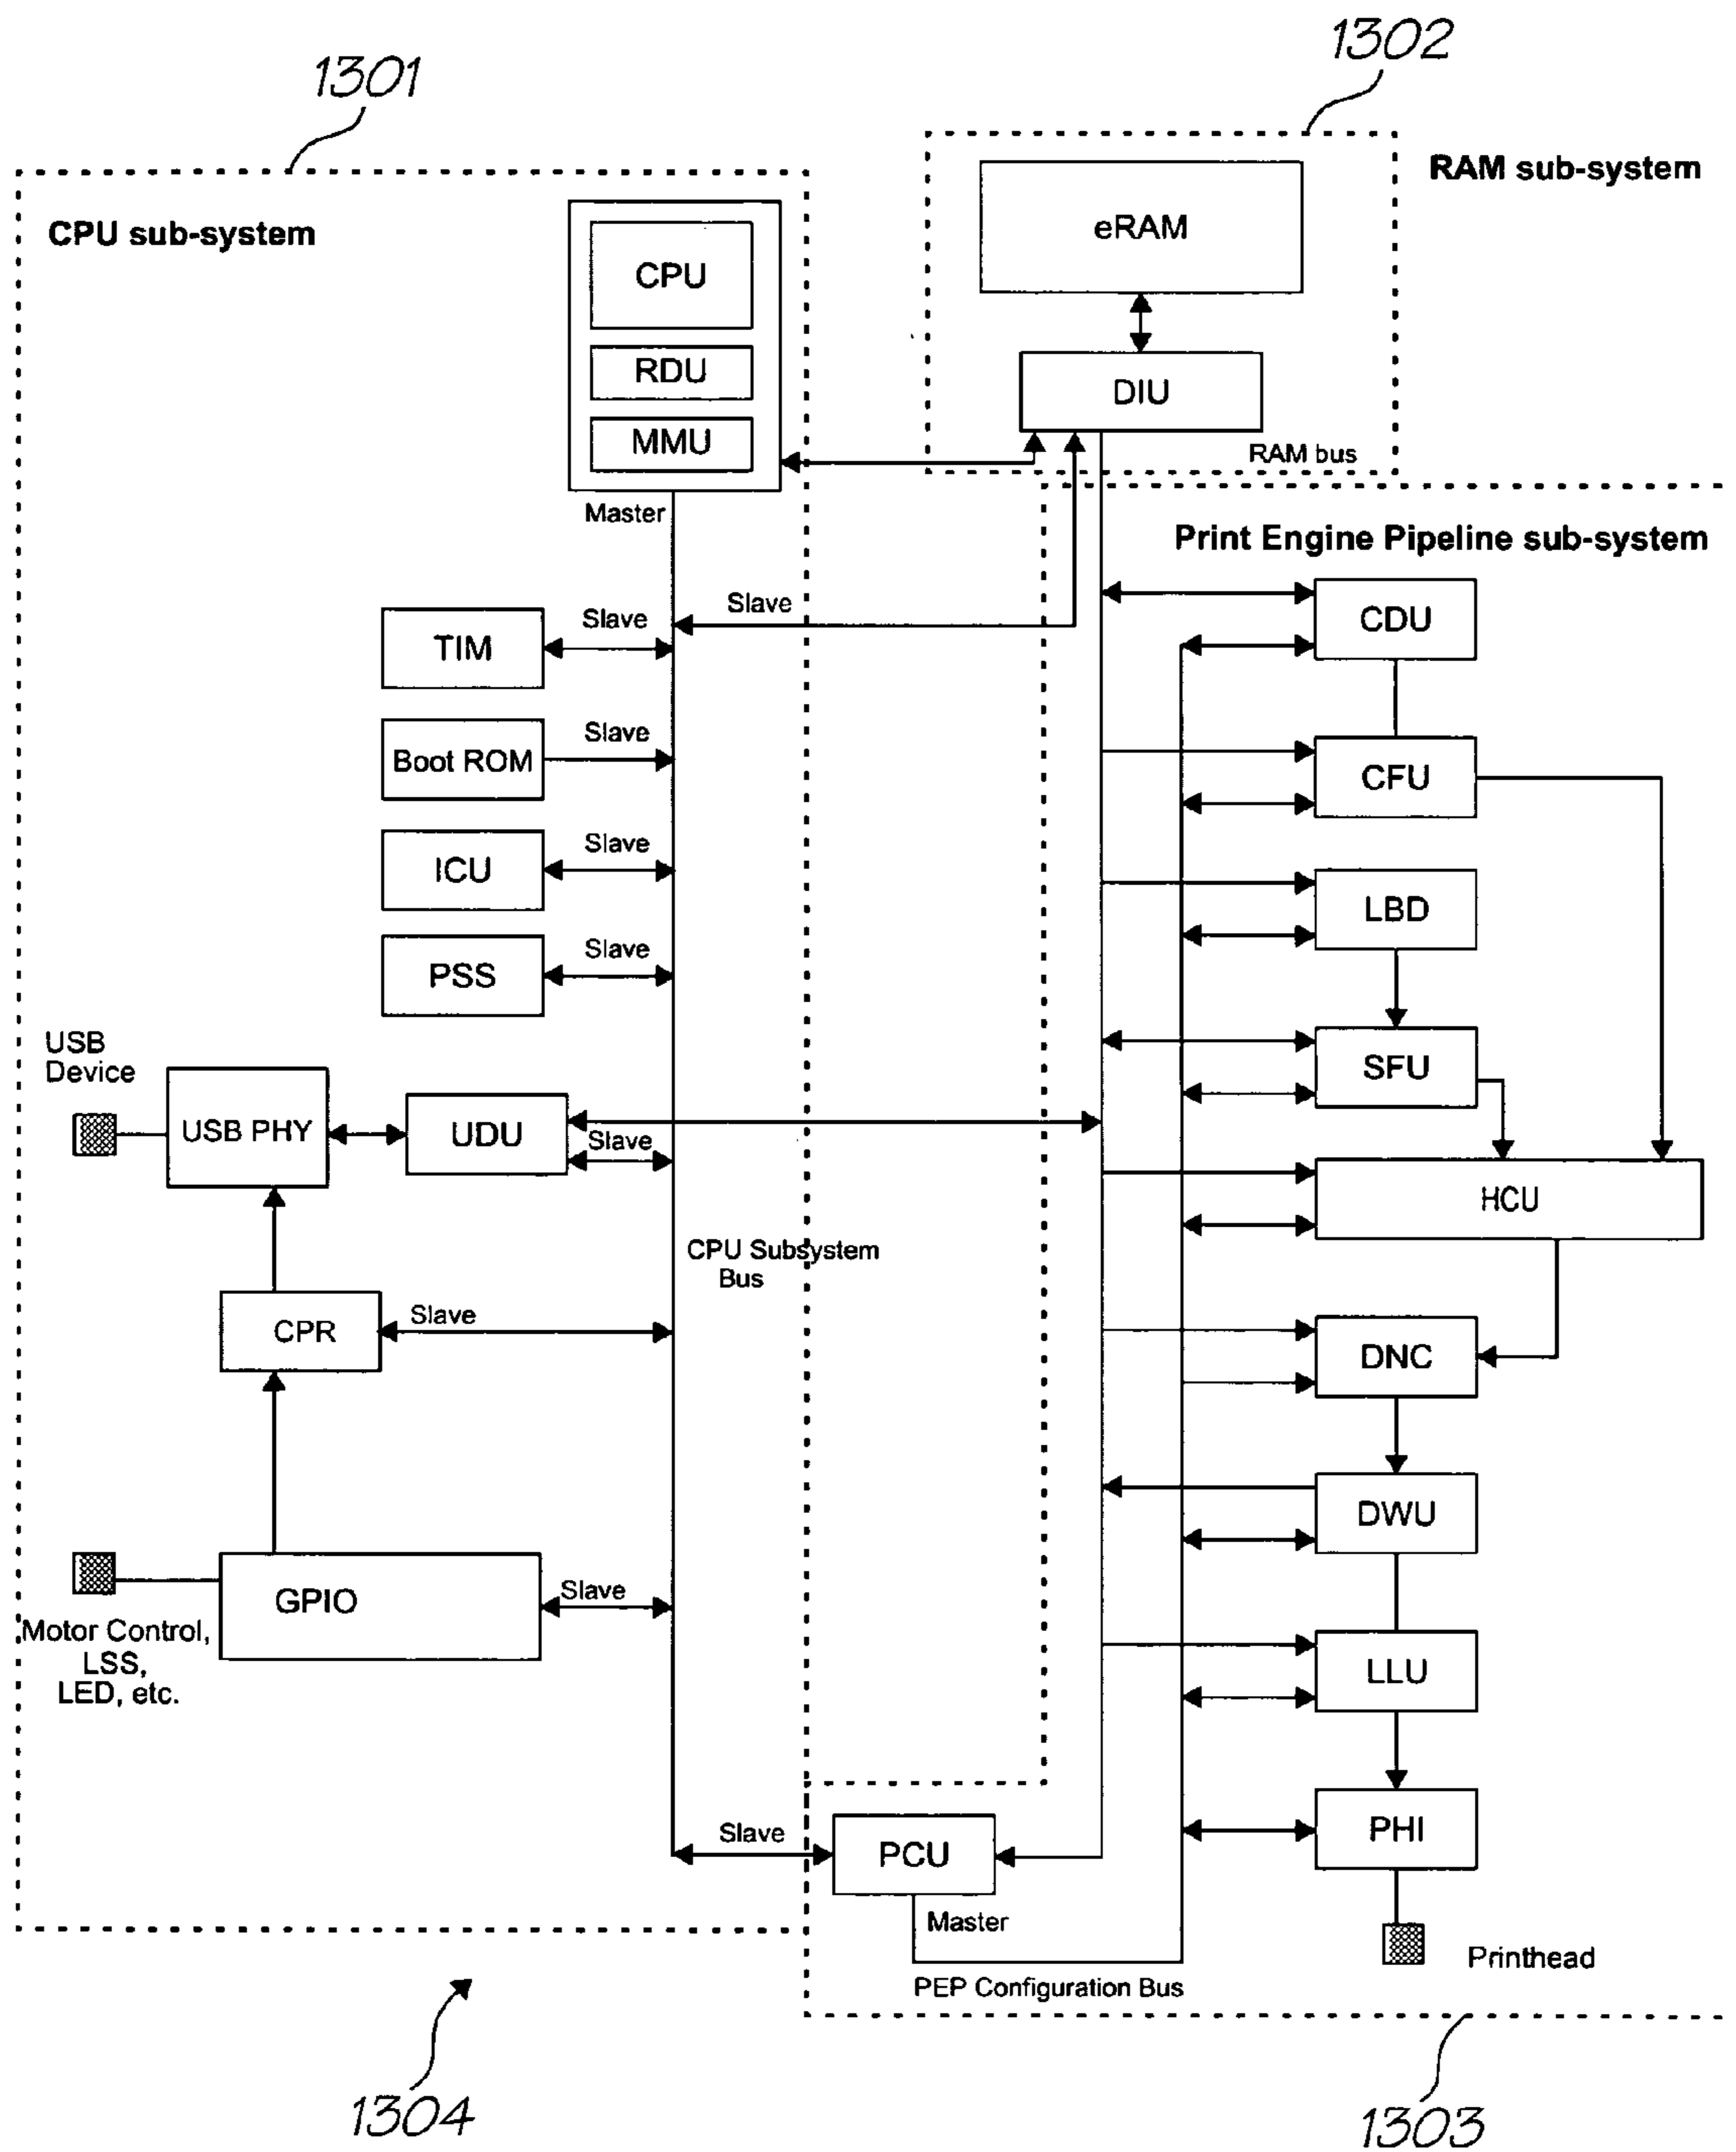 1302
1301
RAM sub-system
CPU sub-system
eRAM
CPU
RDU
DIU
MMU
RAM bus
Master
Print Engine Pipeline sub-system
Slave
Slave
CDU
TIM
Slave
Boot ROM
CFU
Slave
ICU
LBD
Slave
PSS
USB
Device
SFU
USB PHY
UDU
Slave
HCU
CPU Subsystem
Bus
Slave
CPR
DNC
DWU
Slave
GPIO
Motor Control,
LSS,
LED, etc.
LLU
Slave
PCU
PHI
Master
Printhead
PEP Configuration Bus
1304
1303